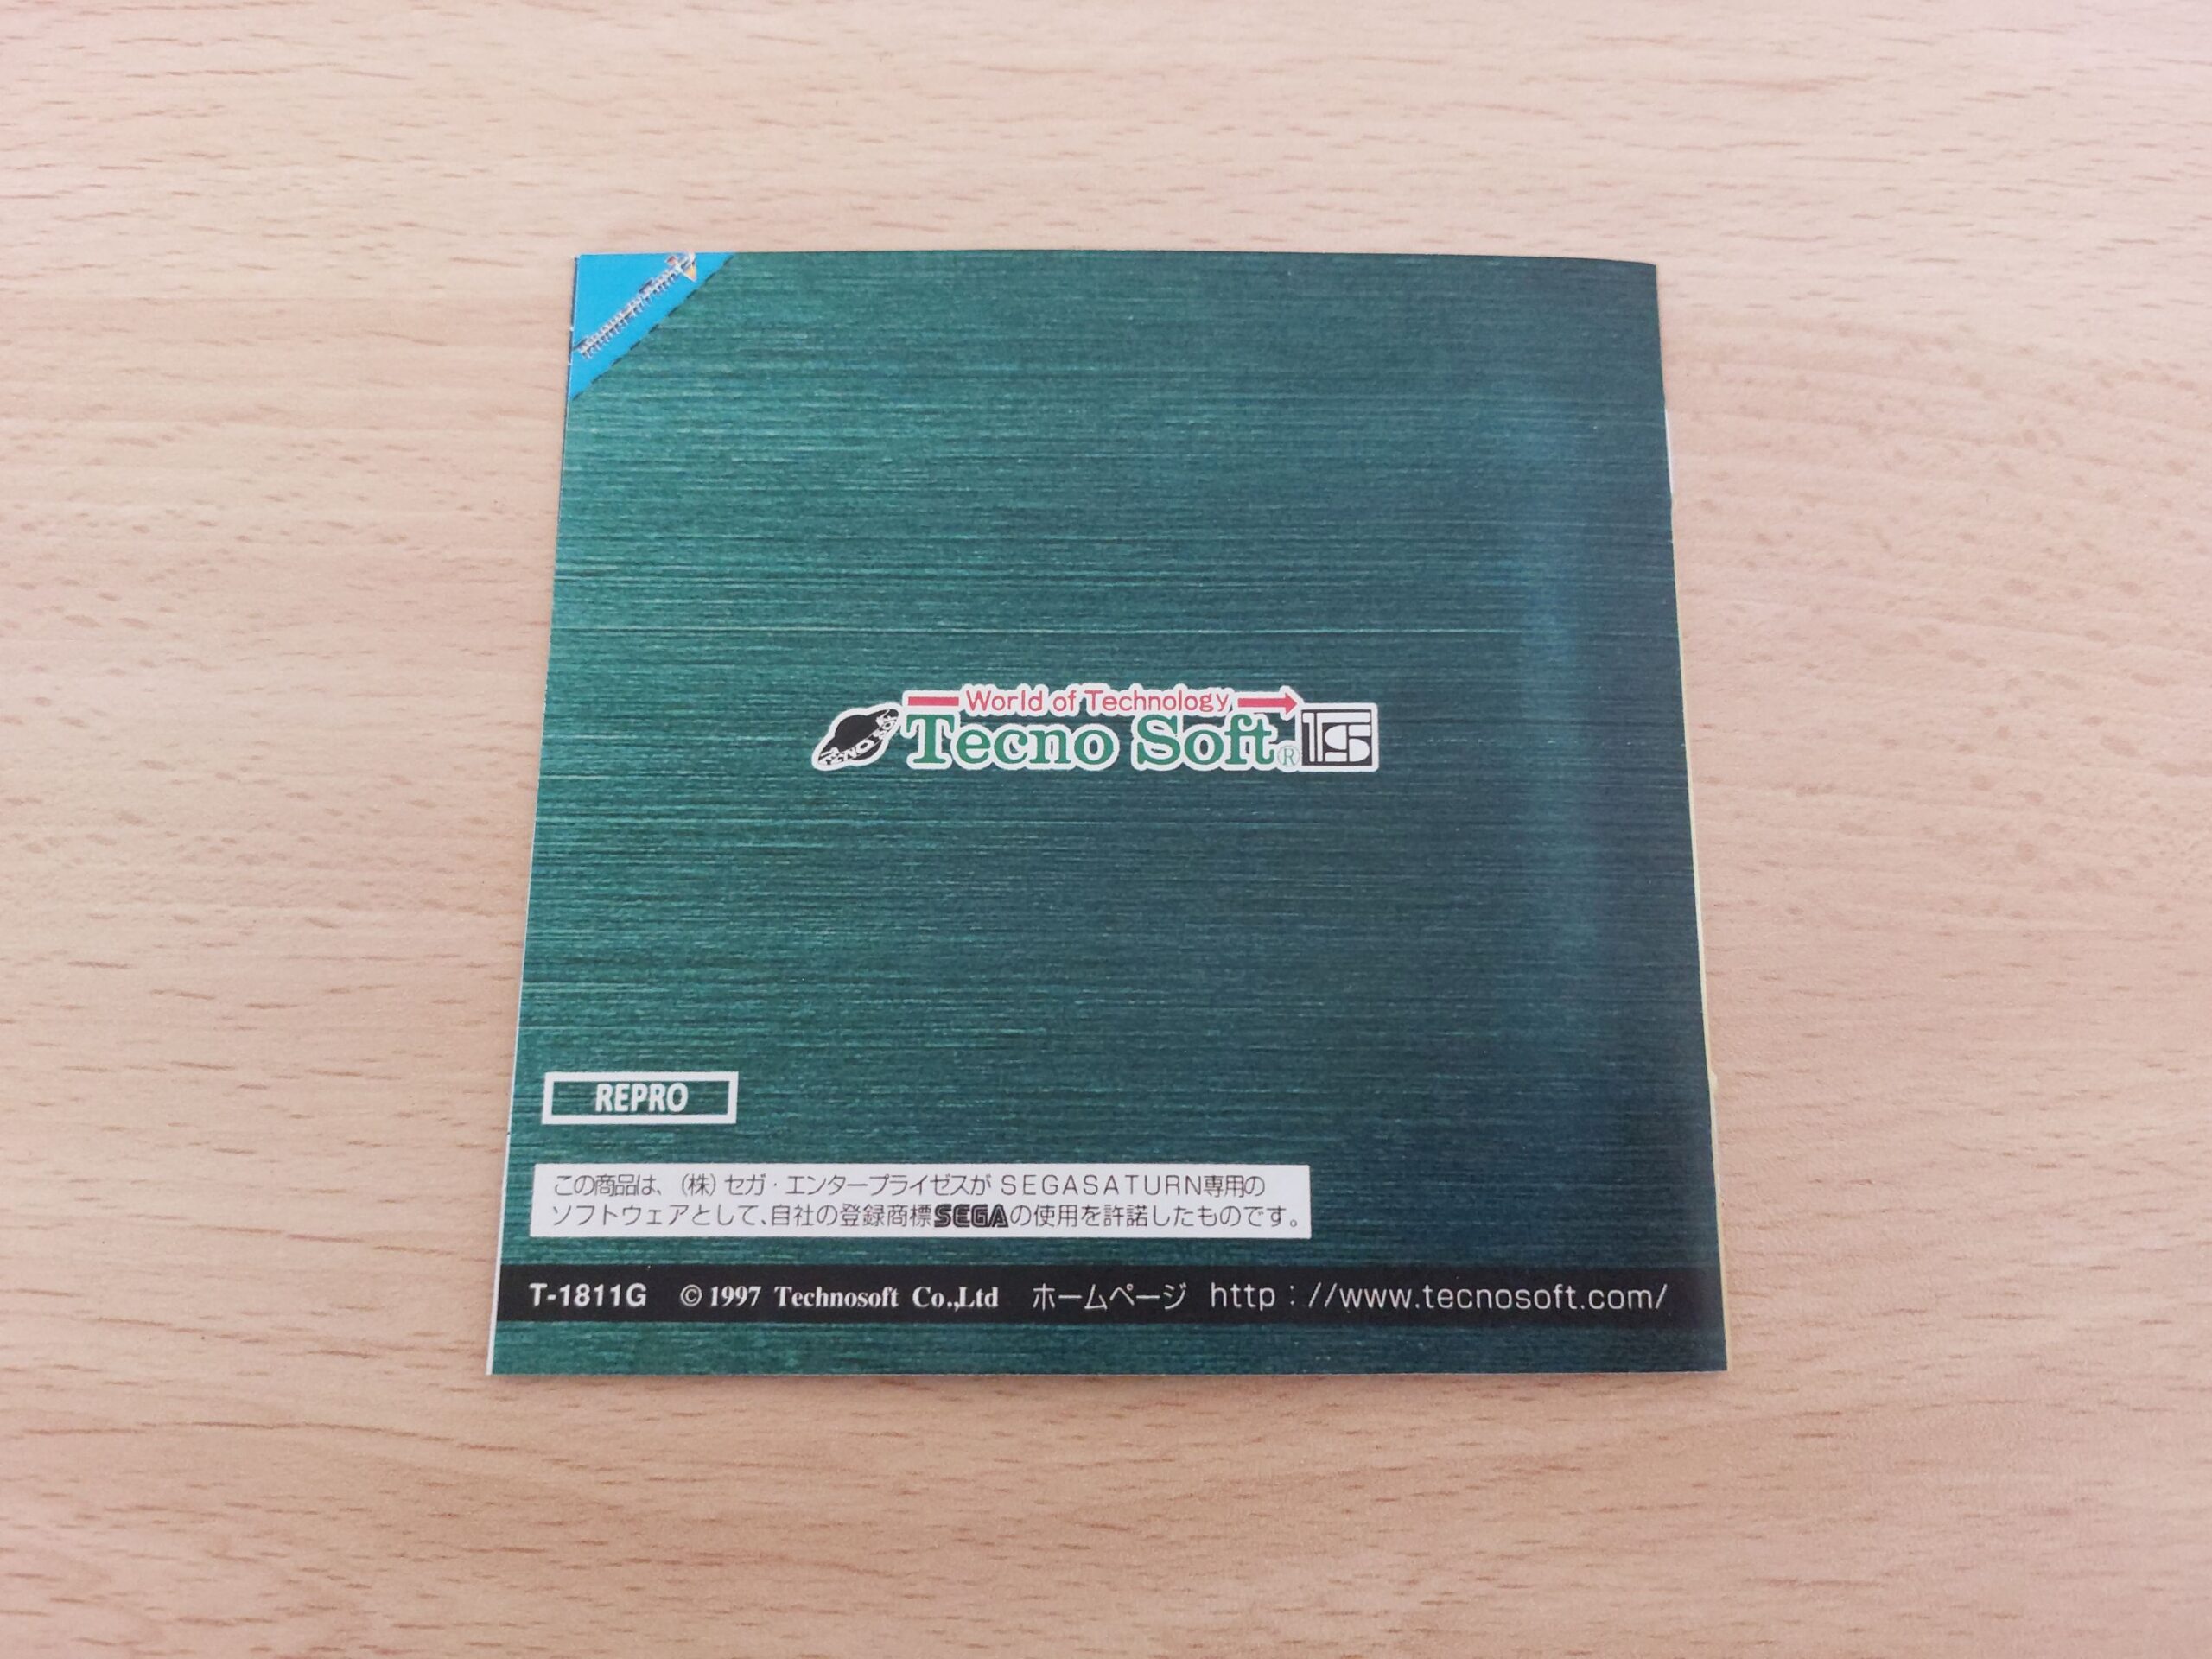 World of Technology
Tecno Soft®
REPRO
この商品は、(株)セガ・エンタープライゼスがSEGASATURN専用の
ソフトウェアとして、自社の登録商標SEGAの使用を許諾したものです。
T-1811G © 1997 Technosoft Co.,Ltd ホームページ http://www.tecnosoft.com/